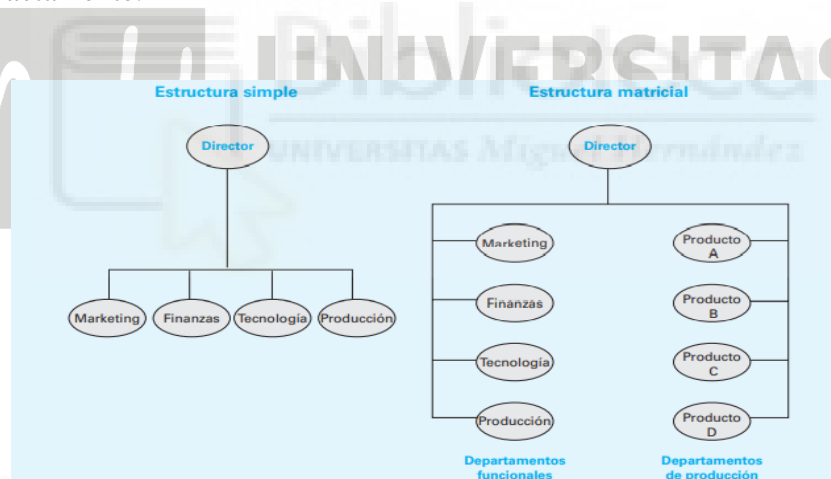 Biblioteca
UNIVERSITAS
UNIVERSITAS Miguel Hernández
Estructura simple
Director
Marketing
Finanzas
Tecnología
Producción
Estructura matricial
Director
Marketing
Finanzas
Tecnología
Producción
Departamentos
funcionales
Producto
A
Producto
B
Producto
C
Producto
D
Departamentos
de producción